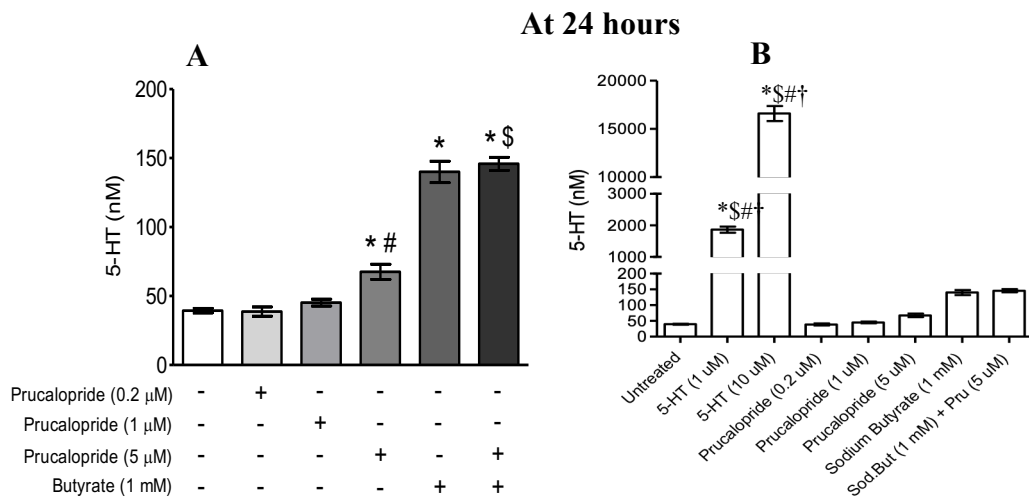 At 24 hours
A
200
150
100
50
0
5-HT (nM)
*
* $
* #
Prucalopride (0.2 μM) - + - - - -
Prucalopride (1 μM) - - + - - -
Prucalopride (5 μM) - - - + - +
Butyrate (1 mM) - - - - + +
B
20000
15000
10000
3000
2000
1000
150
100
50
0
5-HT (nM)
*$#†
*$#†
Untreated
5-HT (1 uM)
5-HT (10 uM)
Prucalopride (0.2 uM)
Prucalopride (1 uM)
Prucalopride (5 uM)
Sodium Butyrate (1 mM)
Sod.But (1 mM) + Pru (5 uM)